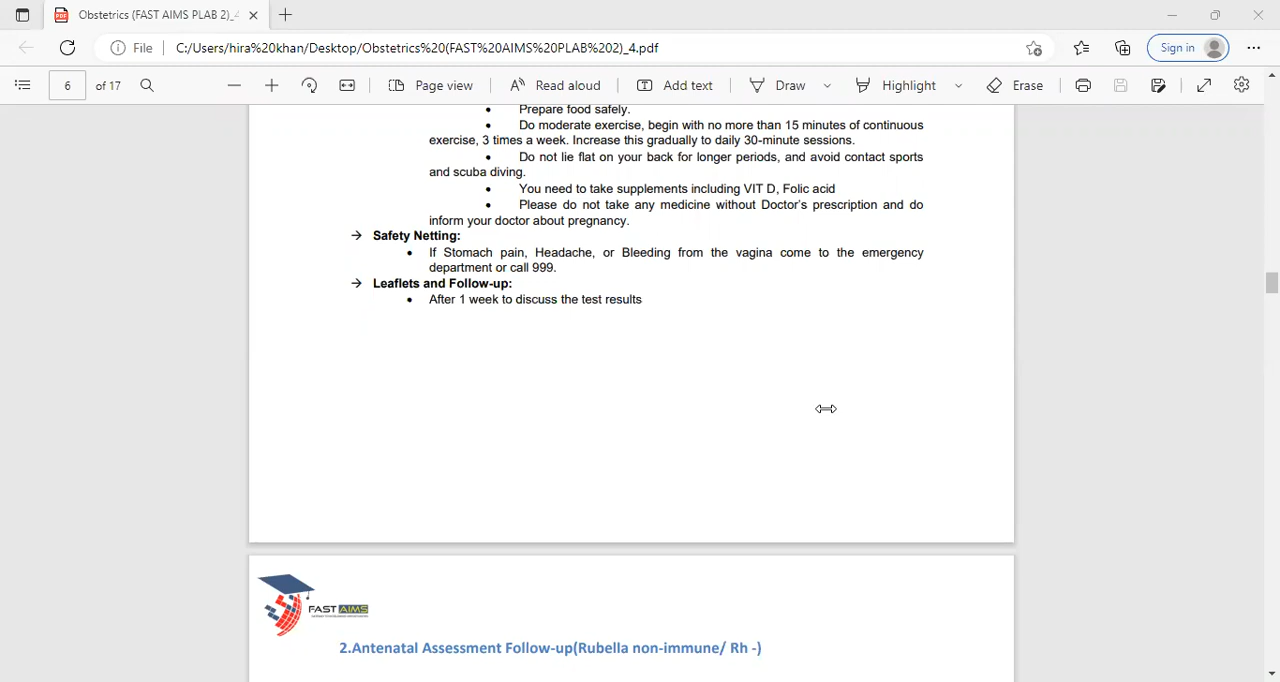 Obstetrics (FAST AIMS PLAB 2)_4
File
C:/Users/hira%20khan/Desktop/Obstetrics%20(FAST%20AIMS%20PLAB%202)_4.pdf
Sign in
6 of 17
Page view
Read aloud
Add text
Draw
Highlight
Erase
• Prepare food safely.
• Do moderate exercise, begin with no more than 15 minutes of continuous
exercise, 3 times a week. Increase this gradually to daily 30-minute sessions.
• Do not lie flat on your back for longer periods, and avoid contact sports
and scuba diving.
• You need to take supplements including VIT D, Folic acid
• Please do not take any medicine without Doctor's prescription and do
inform your doctor about pregnancy.
→ Safety Netting:
• If Stomach pain, Headache, or Bleeding from the vagina come to the emergency
department or call 999.
→ Leaflets and Follow-up:
• After 1 week to discuss the test results
FAST AIMS
2.Antenatal Assessment Follow-up(Rubella non-immune/ Rh -)